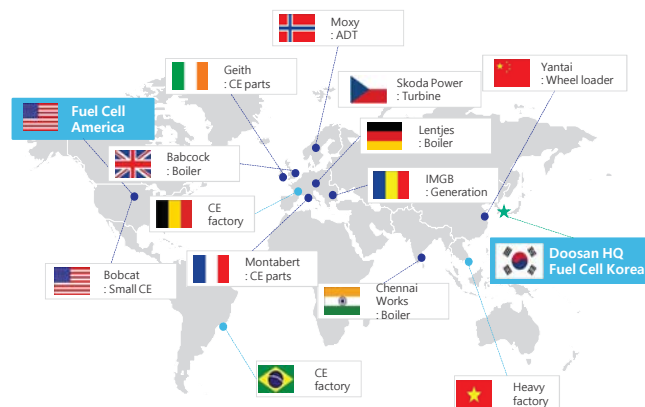 Moxy
: ADT
Geith
: CE parts
Yantai
: Wheel loader
Skoda Power
: Turbine
Fuel Cell
America
Lentjes
: Boiler
Babcock
: Boiler
IMGB
: Generation
CE
factory
Doosan HQ
Fuel Cell Korea
Bobcat
: Small CE
Montabert
: CE parts
Chennai
Works
: Boiler
CE
factory
Heavy
factory